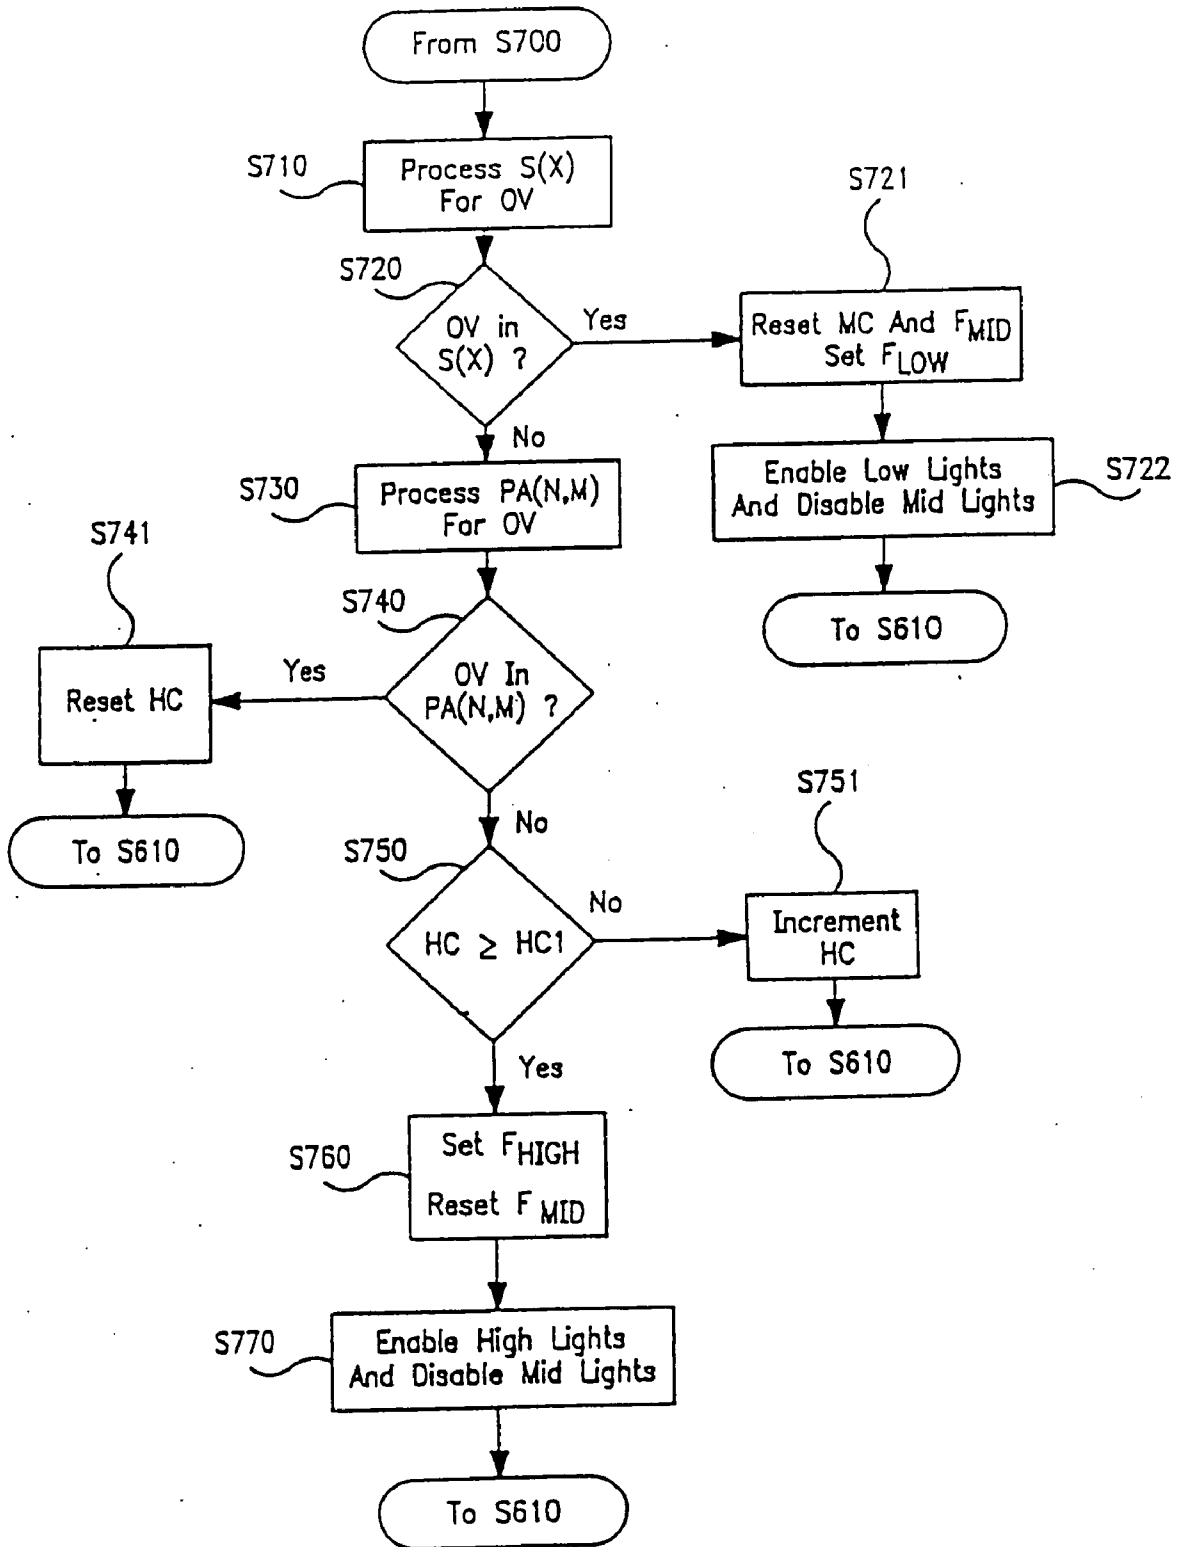 From S700
S710
Process S(X)
For OV
S721
S720
OV in
S(X) ?
Yes
Reset MC And FMID
Set FLOW
No
S730
Process PA(N,M)
For OV
Enable Low Lights
And Disable Mid Lights
S722
S741
S740
To S610
Reset HC
Yes
OV In
PA(N,M) ?
S751
No
To S610
S750
No
HC ≥ HC1
Increment
HC
To S610
Yes
S760
Set FHIGH
Reset F MID
S770
Enable High Lights
And Disable Mid Lights
To S610